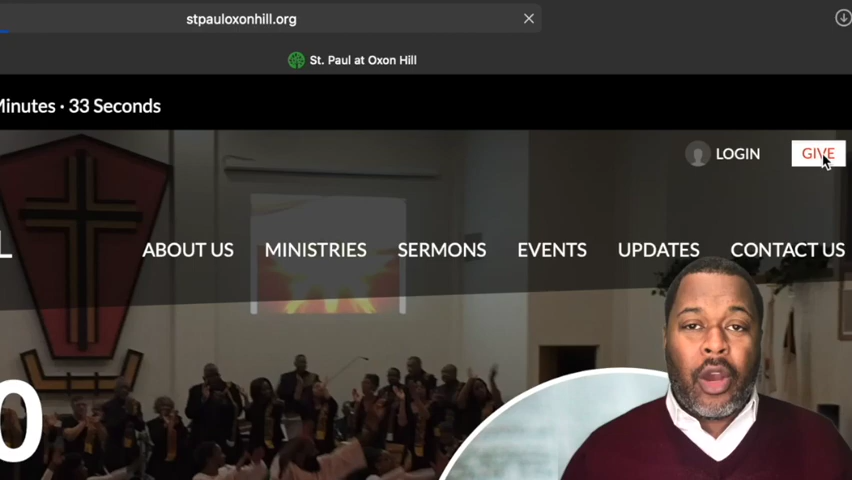 stpauloxonhill.org
St. Paul at Oxon Hill
Minutes · 33 Seconds
LOGIN
GIVE
L
ABOUT US
MINISTRIES
SERMONS
EVENTS
UPDATES
CONTACT US
0